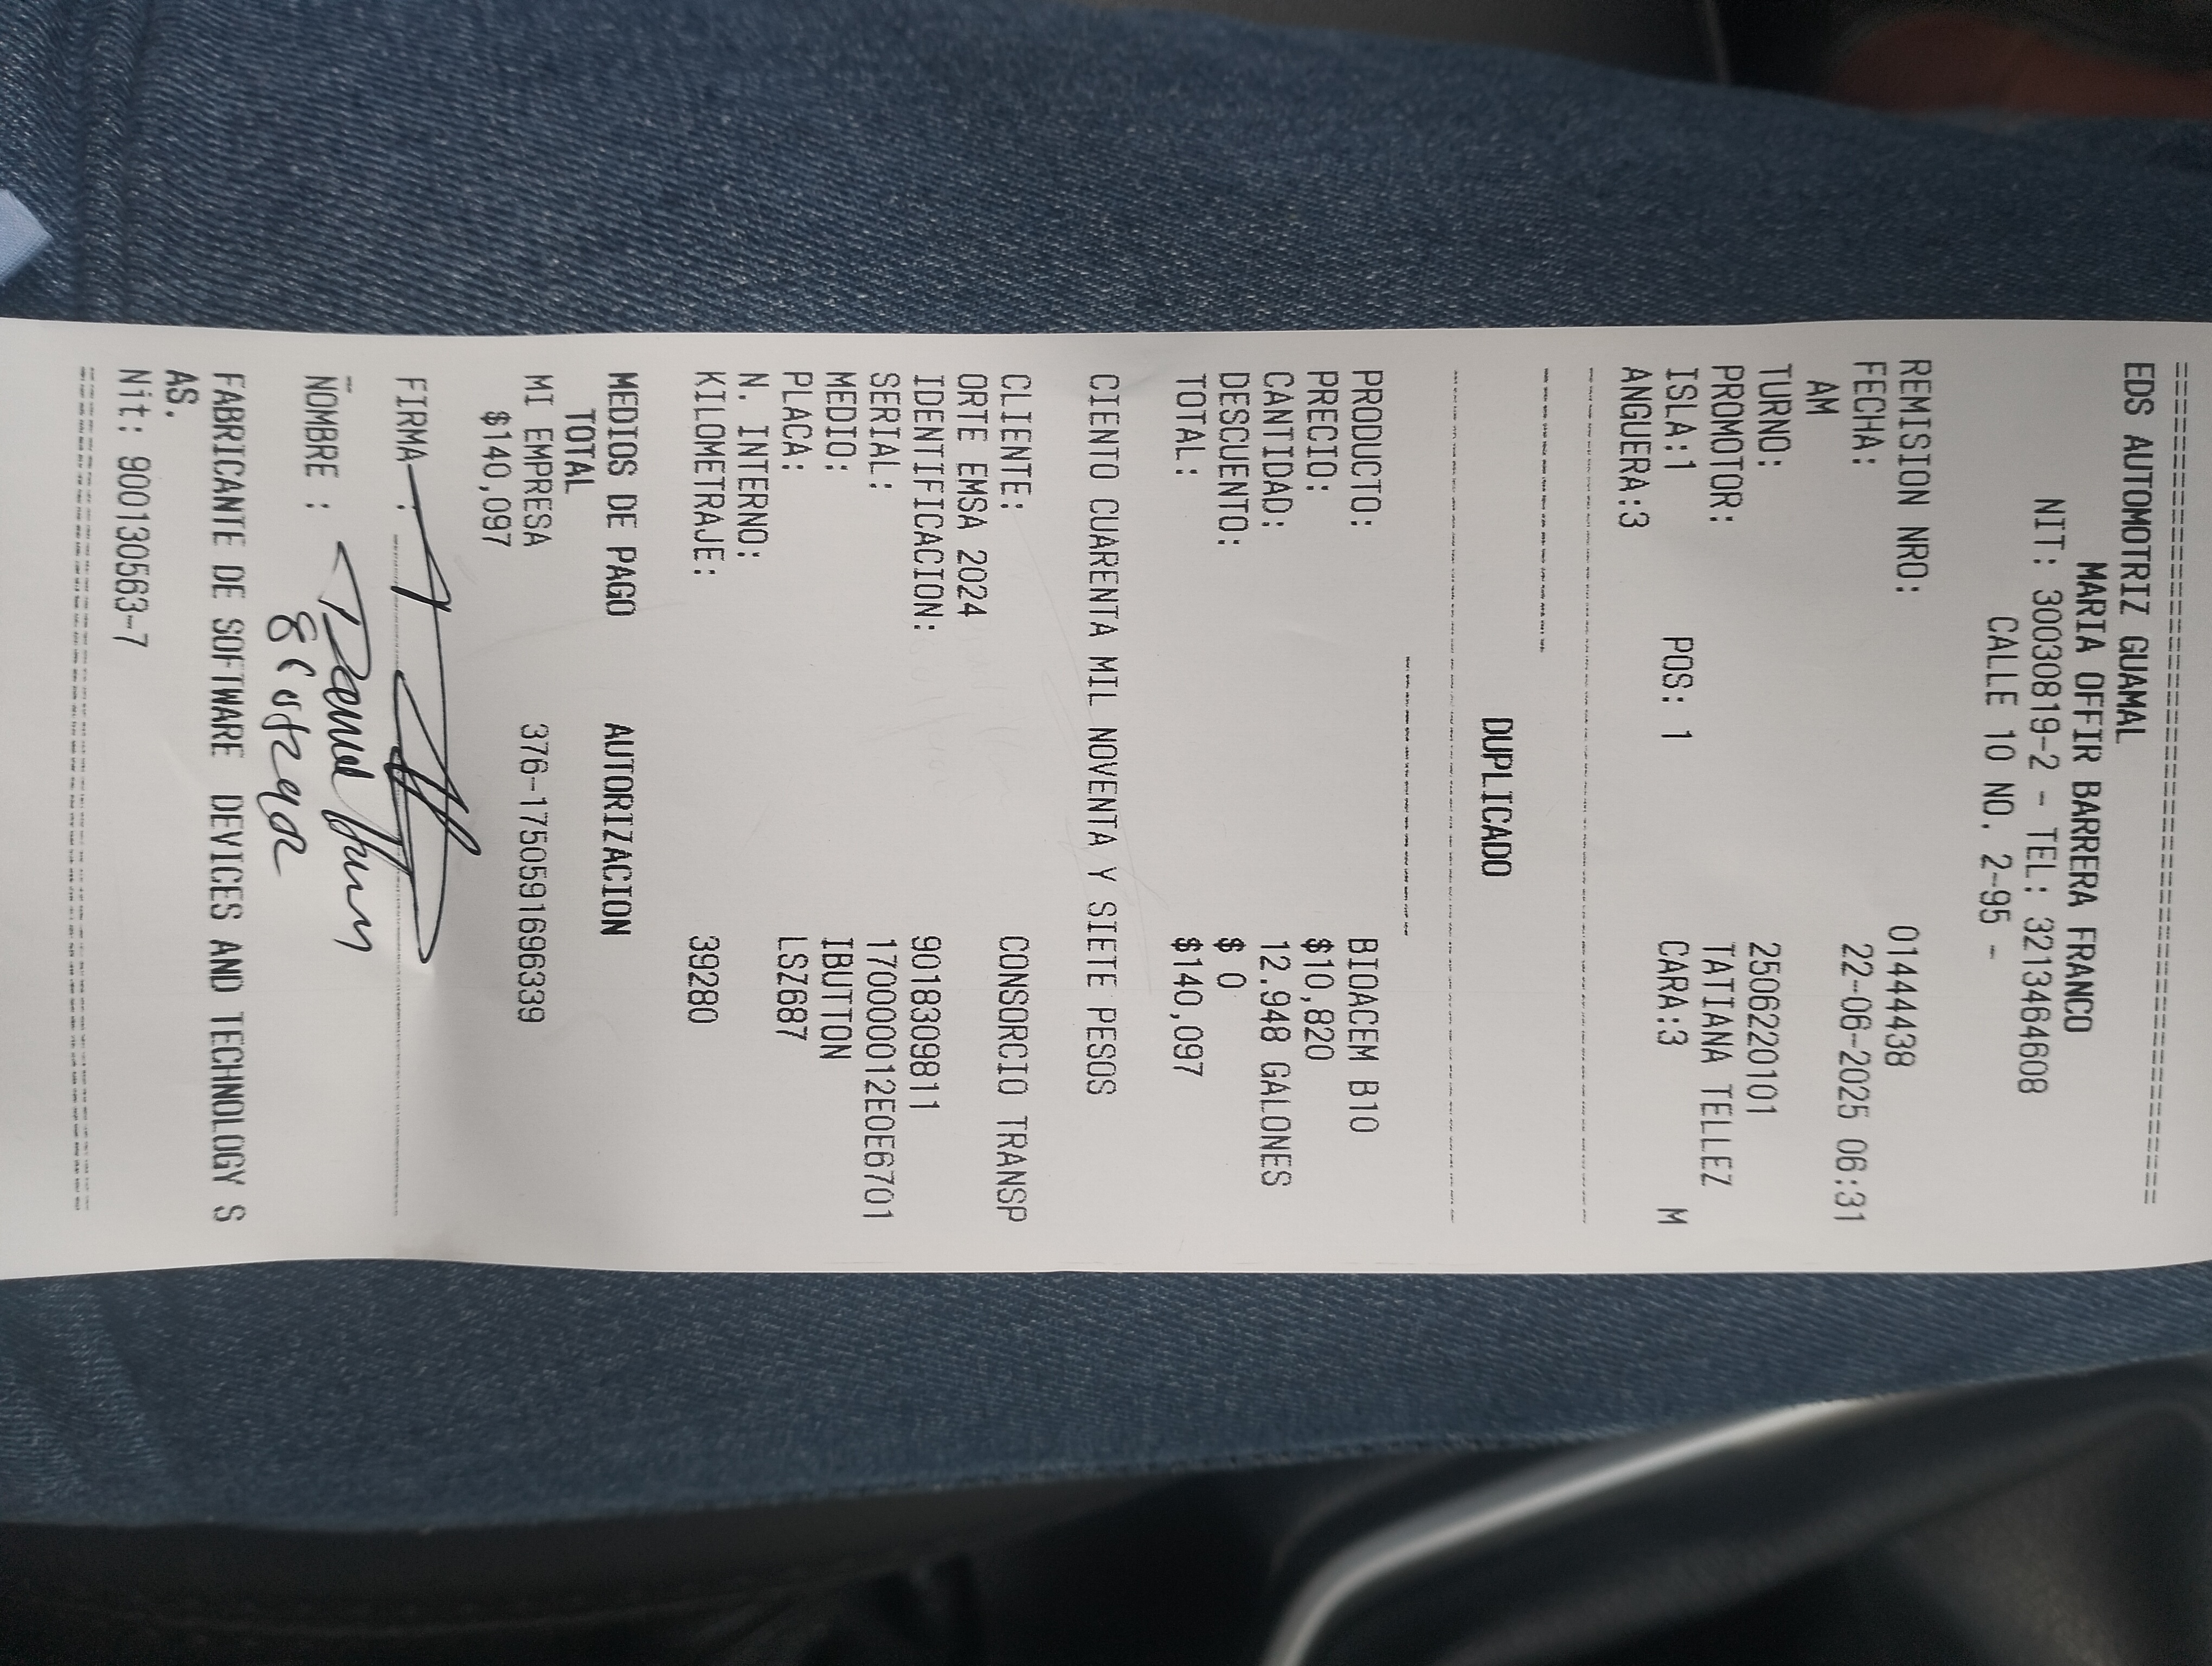 ================================================
EDS AUTOMOTRIZ GUAMAL
MARIA OFFIR BARRERA FRANCO
NIT: 30030819-2 - TEL: 3213464608
CALLE 10 NO. 2-95 -
REMISION NRO: 01444438
FECHA: 22-06-2025 06:31
AM
TURNO: 2506220101
PROMOTOR: TATIANA TELLEZ
ISLA:1 POS: 1 CARA:3 M
ANGUERA:3
DUPLICADO
PRODUCTO: BIOACEM B10
PRECIO: $10,820
CANTIDAD: 12.948 GALONES
DESCUENTO: $ 0
TOTAL: $140,097
CIENTO CUARENTA MIL NOVENTA Y SIETE PESOS
CLIENTE: CONSORCIO TRANSP
ORTE EMSA 2024
IDENTIFICACION: 9018309811
SERIAL: 1700000012E0E6701
MEDIO: IBUTTON
PLACA: LSZ687
N. INTERNO:
KILOMETRAJE: 39280
MEDIOS DE PAGO AUTORIZACION
TOTAL
MI EMPRESA 376-1750591696339
$140,097
FIRMA :
NOMBRE :
FABRICANTE DE SOFTWARE DEVICES AND TECHNOLOGY S
AS.
Nit: 900130563-7